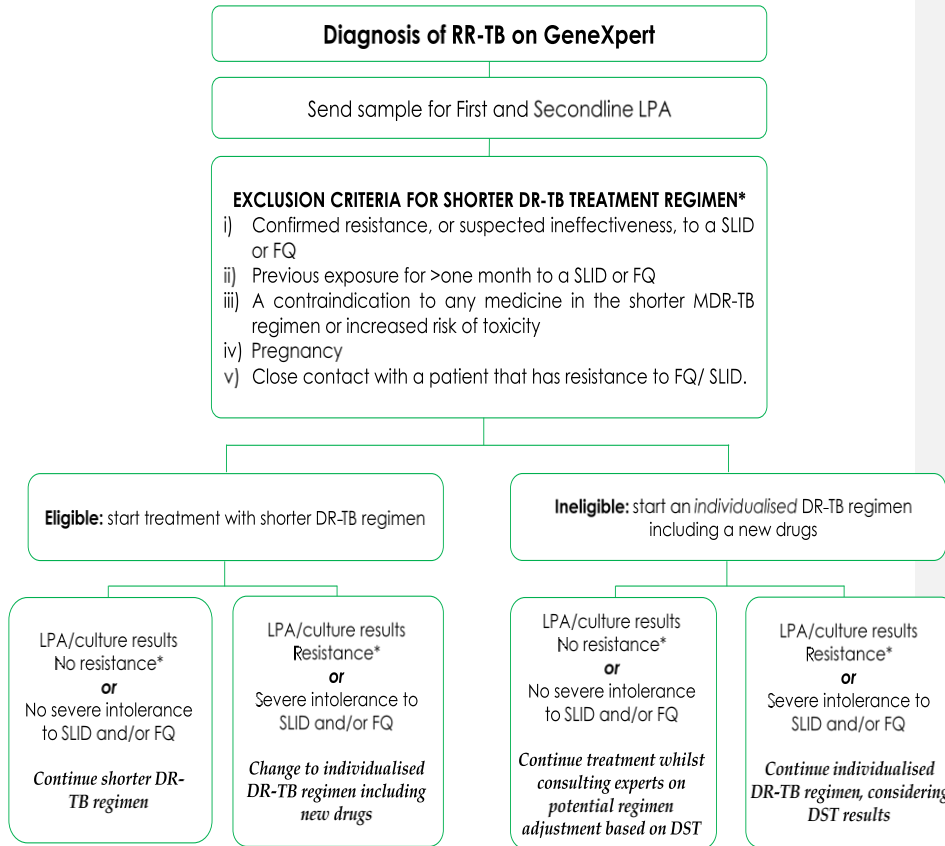 Diagnosis of RR-TB on GeneXpert
Send sample for First and Secondline LPA
EXCLUSION CRITERIA FOR SHORTER DR-TB TREATMENT REGIMEN*
i) Confirmed resistance, or suspected ineffectiveness, to a SLID
or FQ
ii) Previous exposure for >one month to a SLID or FQ
iii) A contraindication to any medicine in the shorter MDR-TB
regimen or increased risk of toxicity
iv) Pregnancy
v) Close contact with a patient that has resistance to FQ/ SLID.
Eligible: start treatment with shorter DR-TB regimen
Ineligible: start an individualised DR-TB regimen
including a new drugs
LPA/culture results
No resistance*
or
No severe intolerance
to SLID and/or FQ
Continue shorter DR-
TB regimen
LPA/culture results
Resistance*
or
Severe intolerance to
SLID and/or FQ
Change to individualised
DR-TB regimen including
new drugs
LPA/culture results
No resistance*
or
No severe intolerance
to SLID and/or FQ
Continue treatment whilst
consulting experts on
potential regimen
adjustment based on DST
LPA/culture results
Resistance*
or
Severe intolerance to
SLID and/or FQ
Continue individualised
DR-TB regimen, considering
DST results